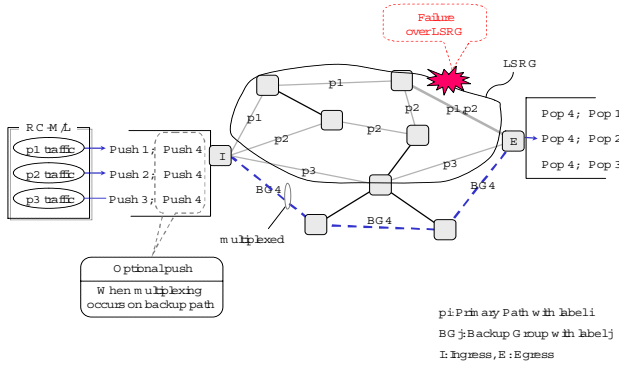 Failure
over LSRG
LSRG
p1
p1
p2
p1,p2
p2
p2
p3
p3
RC-M/L
p1 traffic
p2 traffic
p3 traffic
Push 1; Push 4
Push 2; Push 4
Push 3; Push 4
I
E
Pop 4; Pop 1
Pop 4; Pop 2
Pop 4; Pop 3
BG4
BG4
BG4
multiplexed
Optional push
When multiplexing
occurs on backup path
pi:Primary Path with label i
BGj:Backup Group with label j
I:Ingress, E:Egress